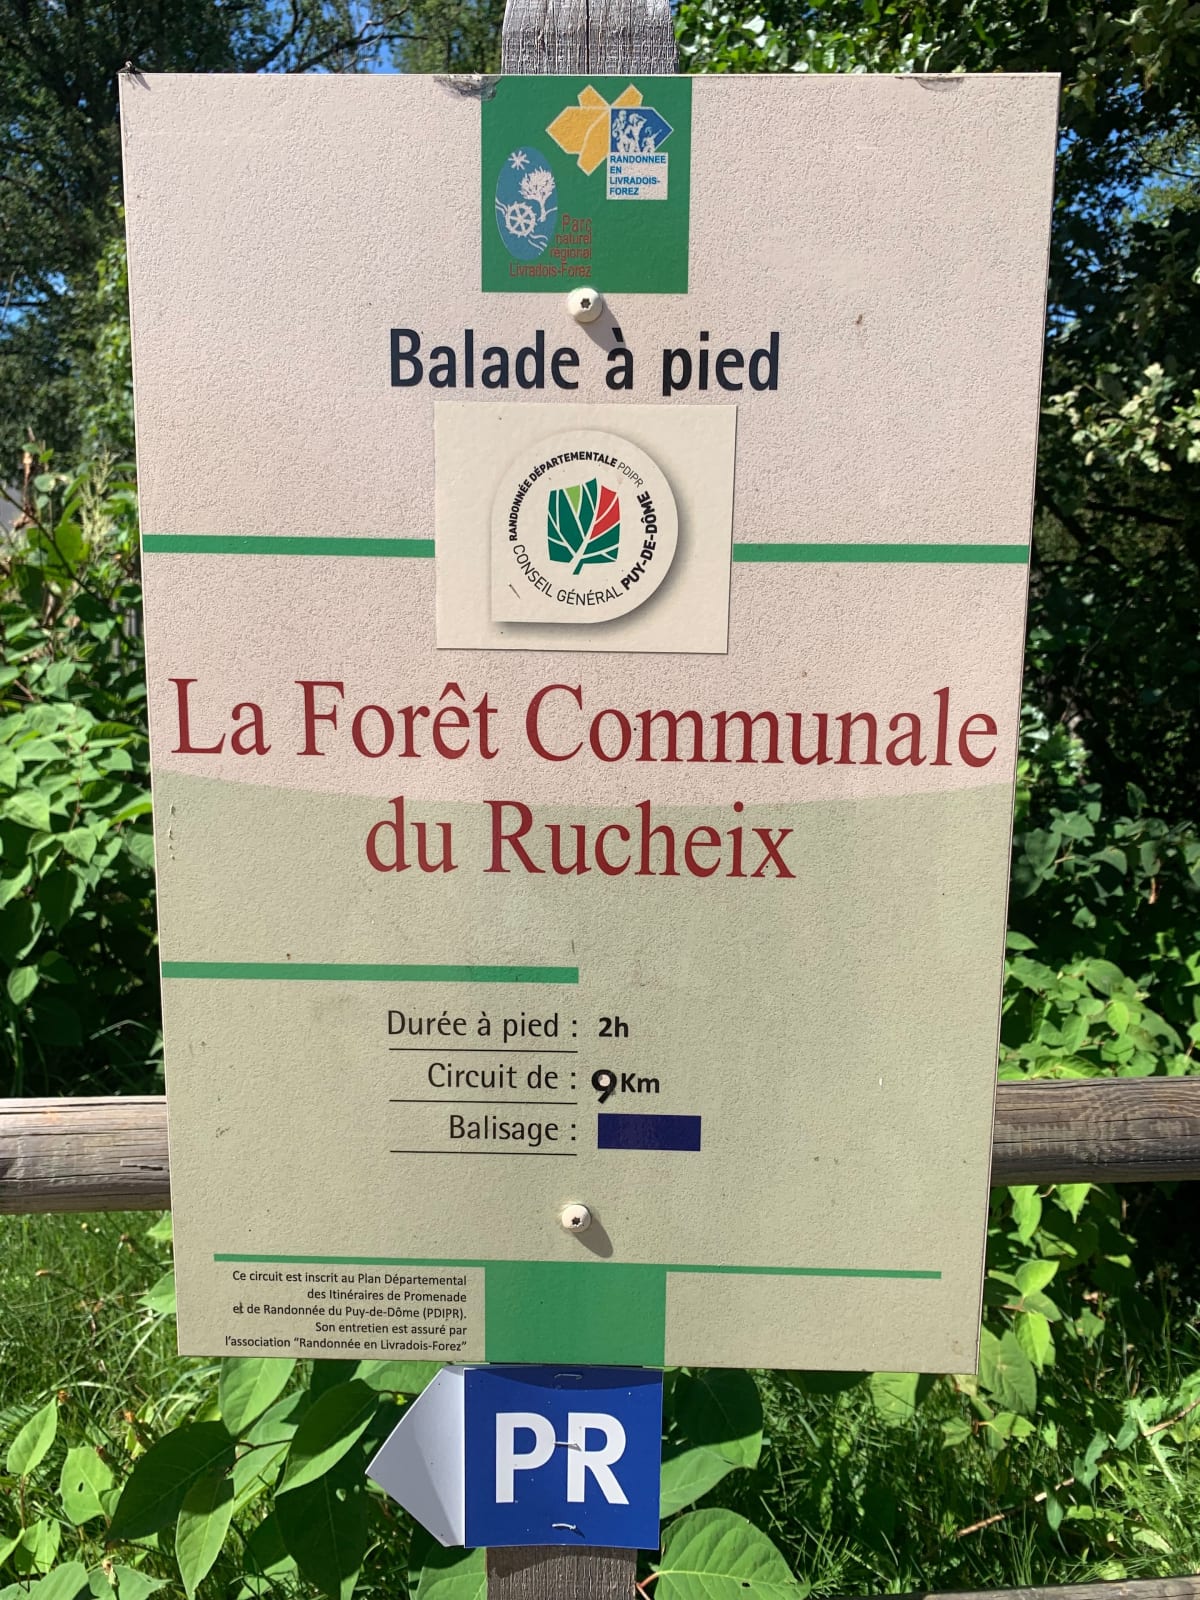 RANDONNEE
EN
LIVRADOIS-
FOREZ
Parc
naturel
régional
Livradois-Forez
Balade à pied
RANDONNÉE DÉPARTEMENTALE PDIPR
CONSEIL GÉNÉRAL PUY-DE-DÔME
La Forêt Communale
du Rucheix
Durée à pied : 2h
Circuit de : 9 Km
Balisage :
Ce circuit est inscrit au Plan Départemental
des Itinéraires de Promenade
et de Randonnée du Puy-de-Dôme (PDIPR).
Son entretien est assuré par
l'association "Randonnée en Livradois-Forez"
PR